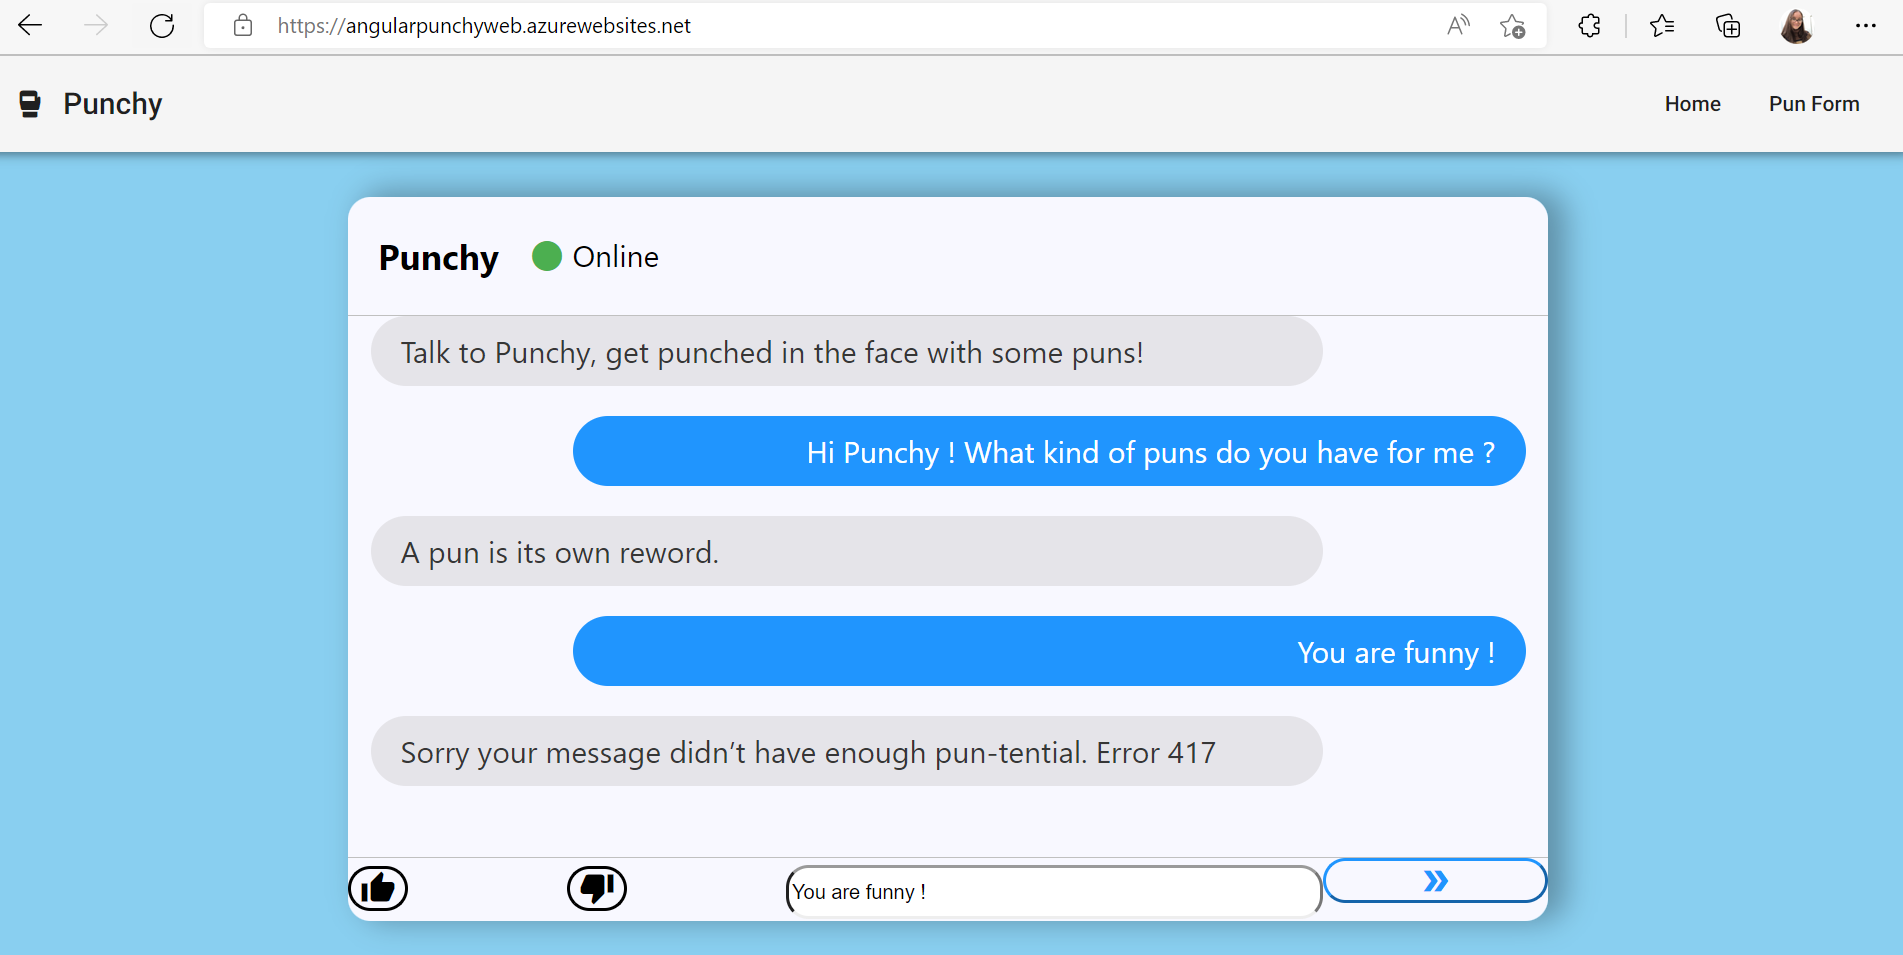 https://angularpunchyweb.azurewebsites.net
Punchy
Home
Pun Form
Punchy
Online
Talk to Punchy, get punched in the face with some puns!
Hi Punchy ! What kind of puns do you have for me ?
A pun is its own reword.
You are funny !
Sorry your message didn’t have enough pun-tential. Error 417
You are funny !